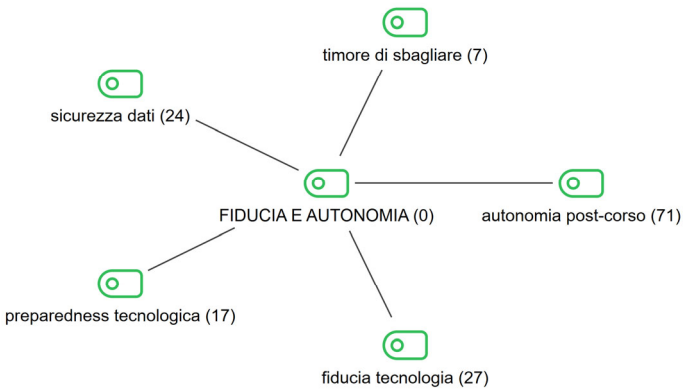 timore di sbagliare (7)
sicurezza dati (24)
FIDUCIA E AUTONOMIA (0)
autonomia post-corso (71)
preparedness tecnologica (17)
fiducia tecnologia (27)